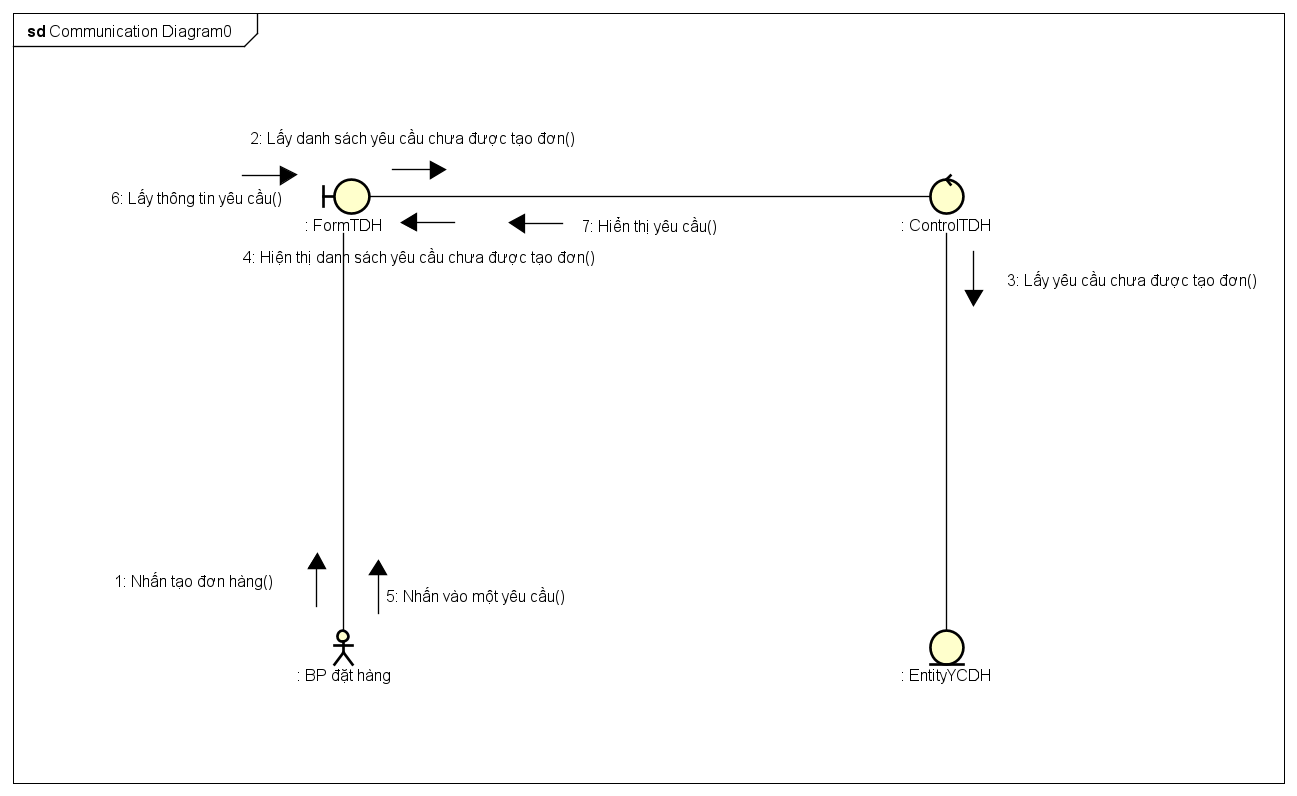 sd Communication Diagram0
2: Lấy danh sách yêu cầu chưa được tạo đơn()
6: Lấy thông tin yêu cầu()
: FormTDH
7: Hiển thị yêu cầu()
: ControlTDH
4: Hiện thị danh sách yêu cầu chưa được tạo đơn()
3: Lấy yêu cầu chưa được tạo đơn()
1: Nhấn tạo đơn hàng()
5: Nhấn vào một yêu cầu()
: BP đặt hàng
: EntityYCDH